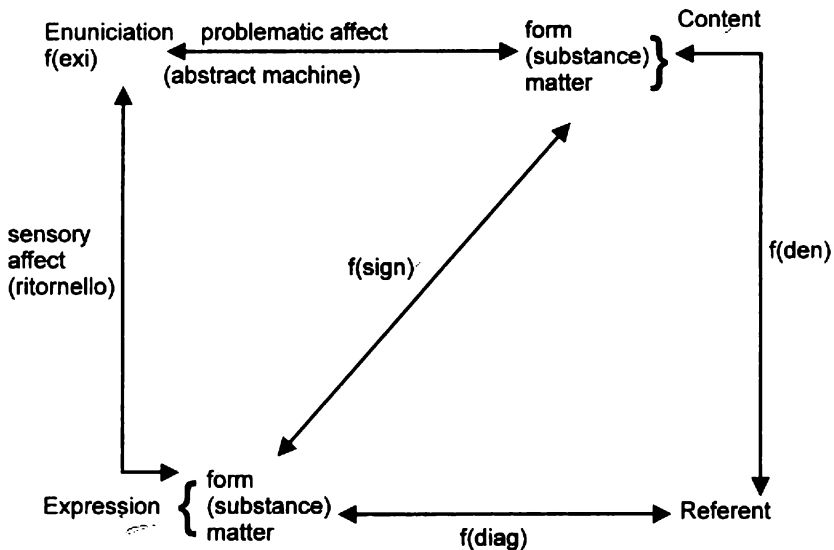 Enuniciation
f(exi)
problematic affect
(abstract machine)
form
(substance)
matter
}
Content
sensory
affect
(ritornello)
f(sign)
f(den)
Expression
{
form
(substance)
matter
f(diag)
Referent